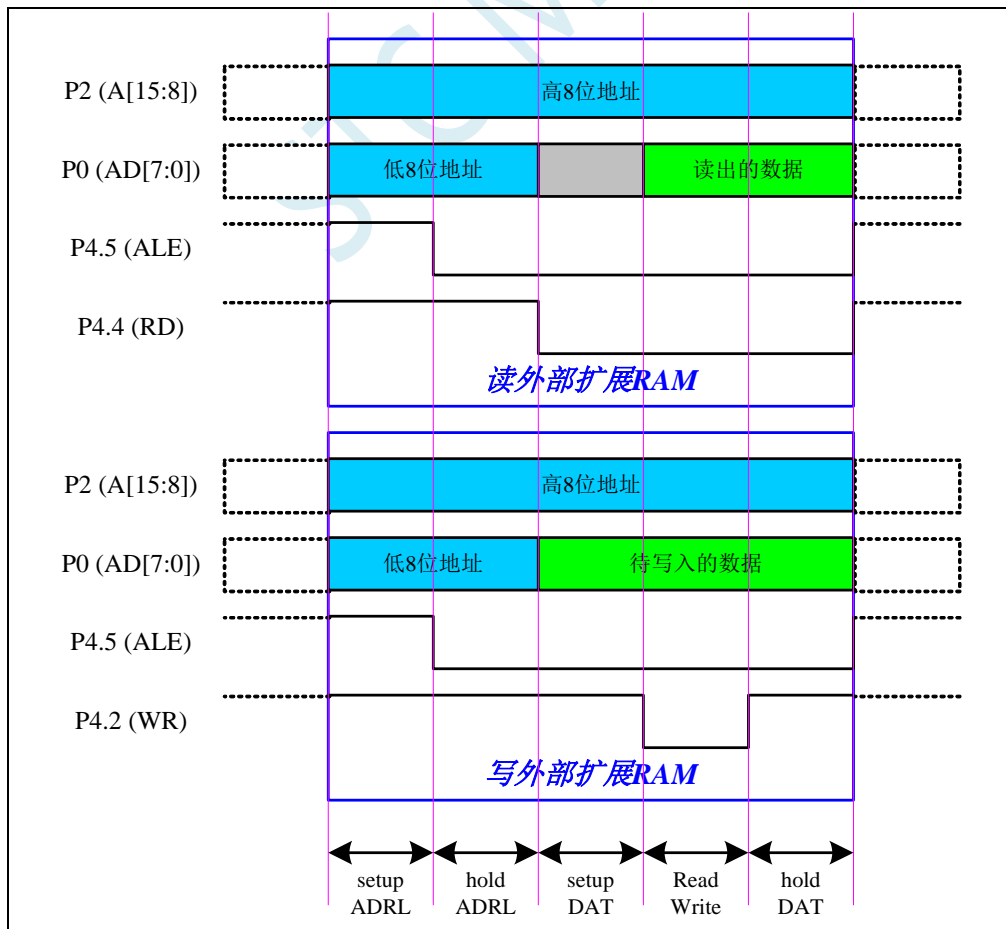 P2 (A[15:8])
高8位地址
P0 (AD[7:0])
低8位地址
读出的数据
P4.5 (ALE)
P4.4 (RD)
读外部扩展RAM
P2 (A[15:8])
高8位地址
P0 (AD[7:0])
低8位地址
待写入的数据
P4.5 (ALE)
P4.2 (WR)
写外部扩展RAM
setup
ADRL
hold
ADRL
setup
DAT
Read
Write
hold
DAT